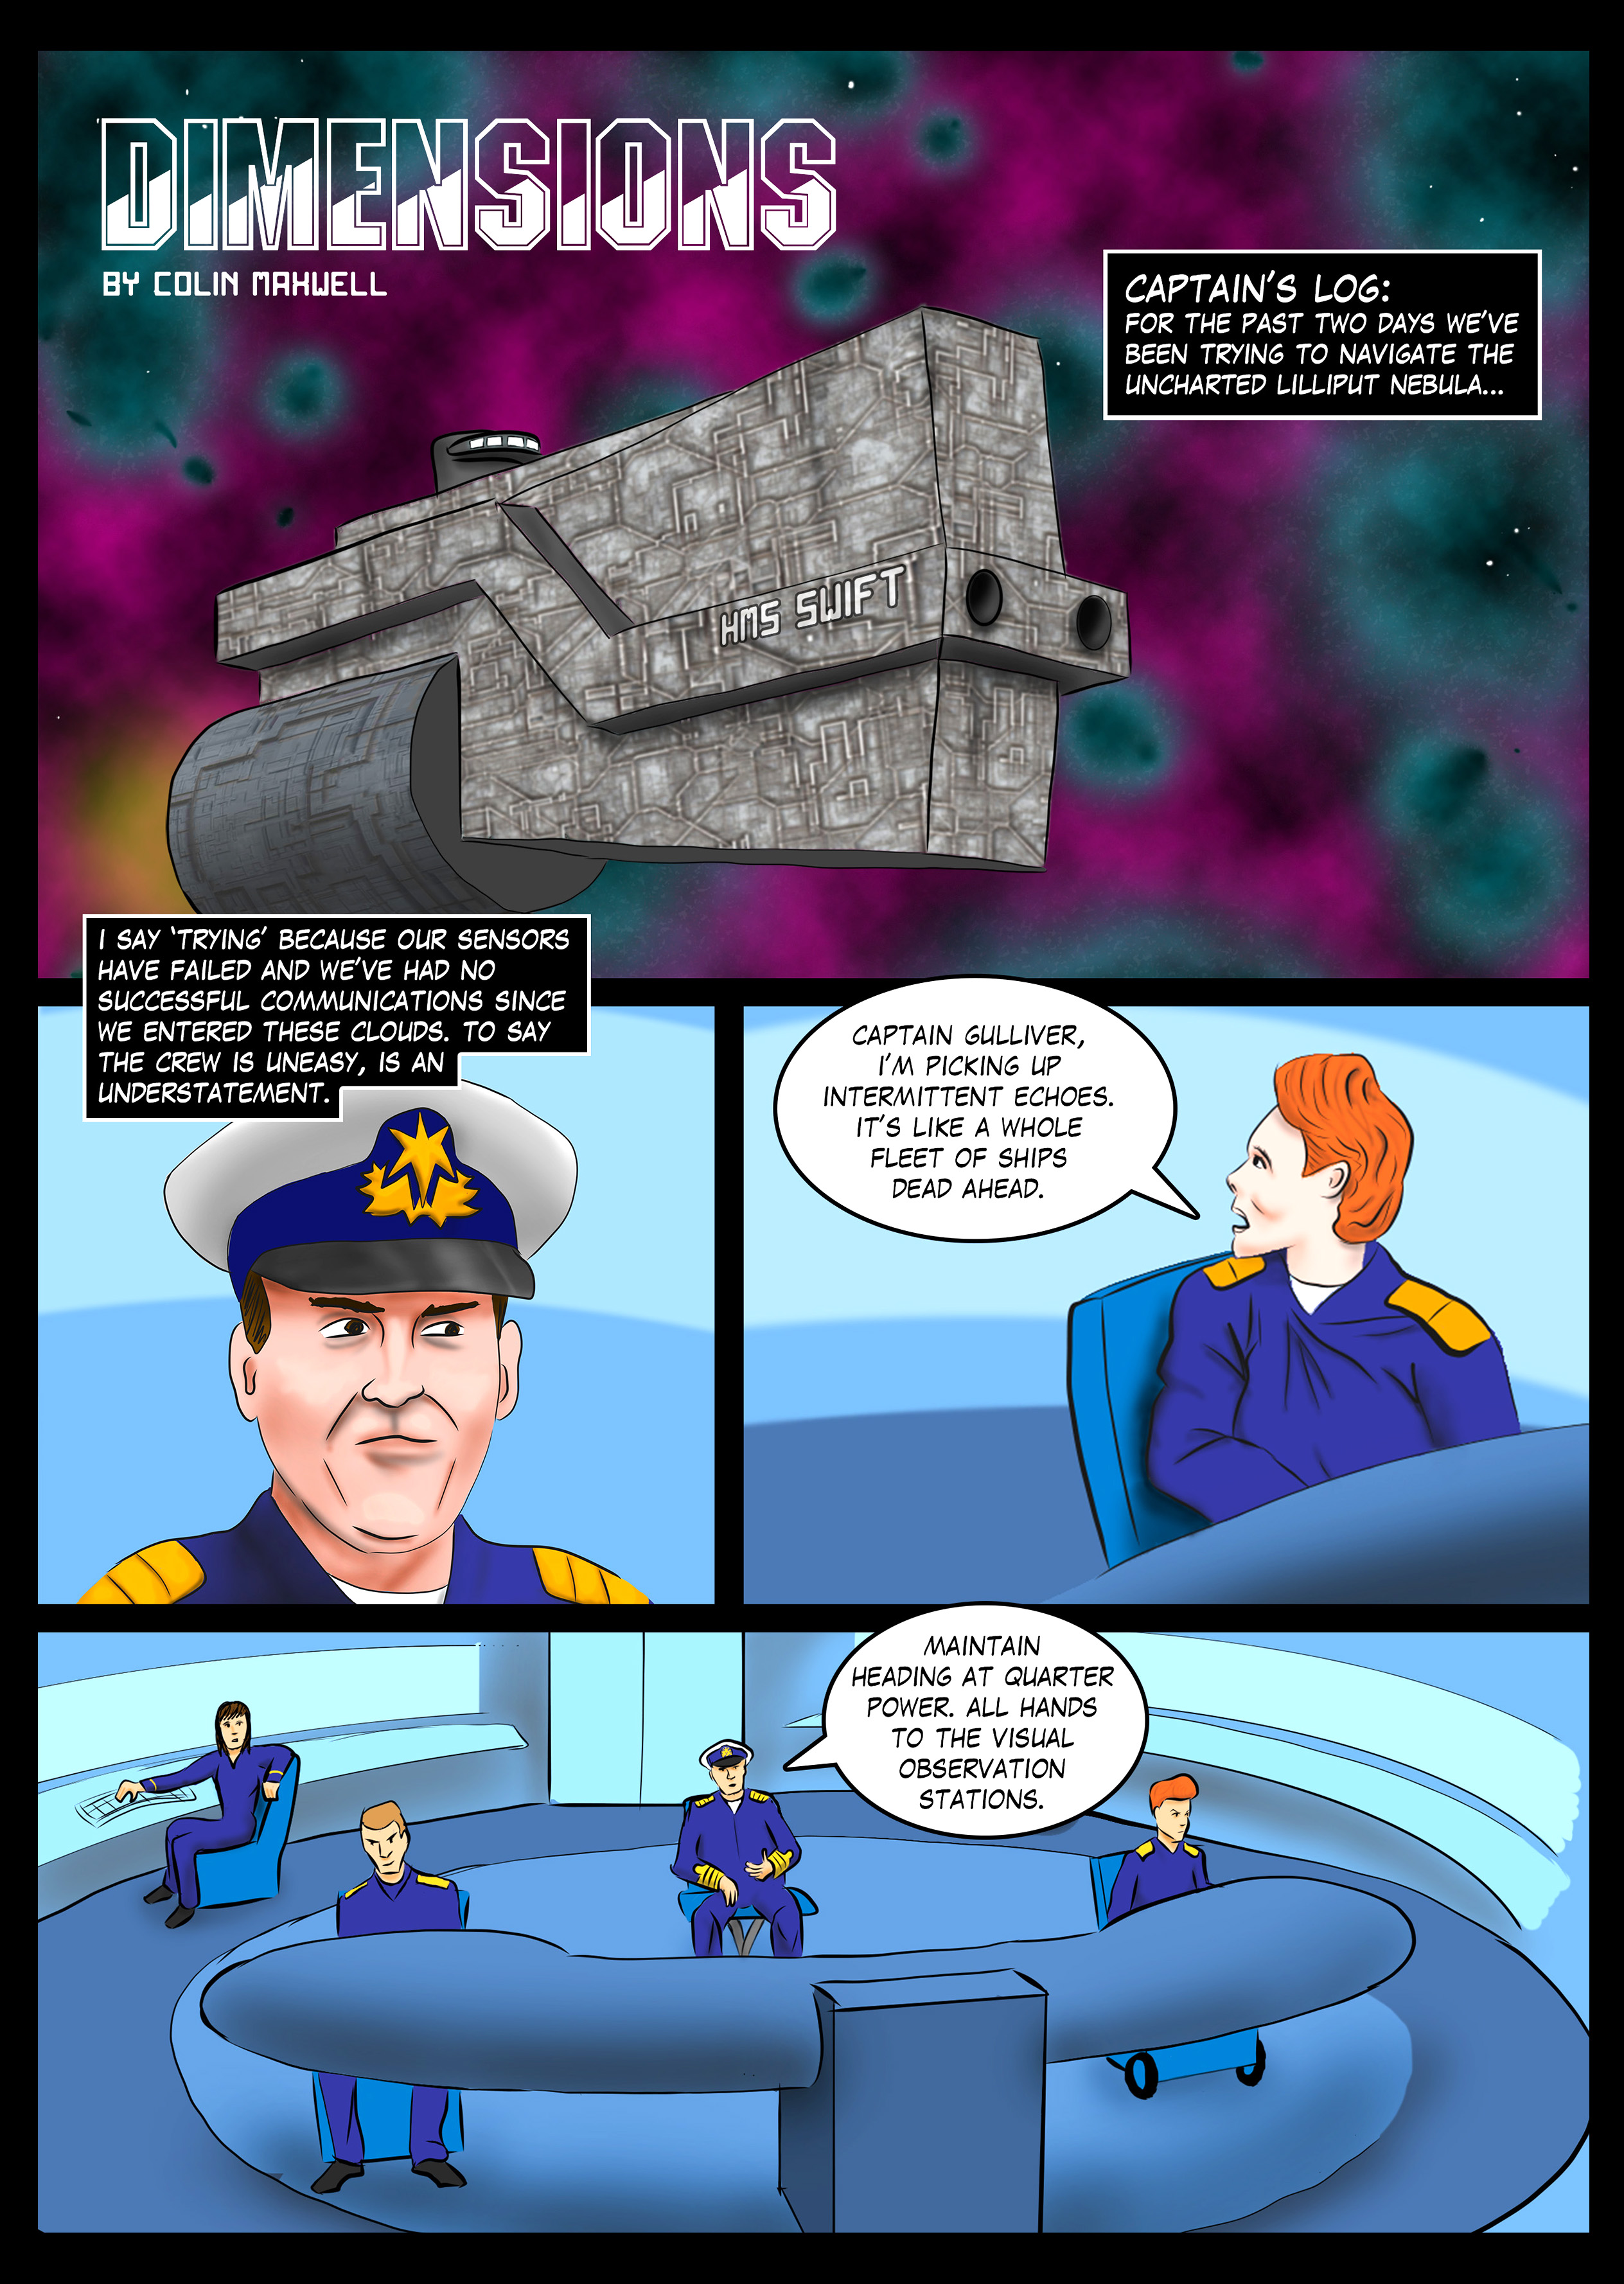 DIMENSIONS
BY COLIN MAXWELL
CAPTAIN'S LOG:
FOR THE PAST TWO DAYS WE'VE
BEEN TRYING TO NAVIGATE THE
UNCHARTED LILLIPUT NEBULA...
HMS SWIFT
I SAY 'TRYING' BECAUSE OUR SENSORS
HAVE FAILED AND WE'VE HAD NO
SUCCESSFUL COMMUNICATIONS SINCE
WE ENTERED THESE CLOUDS. TO SAY
THE CREW IS UNEASY, IS AN
UNDERSTATEMENT.
CAPTAIN GULLIVER,
I'M PICKING UP
INTERMITTENT ECHOES.
IT'S LIKE A WHOLE
FLEET OF SHIPS
DEAD AHEAD.
MAINTAIN
HEADING AT QUARTER
POWER. ALL HANDS
TO THE VISUAL
OBSERVATION
STATIONS.